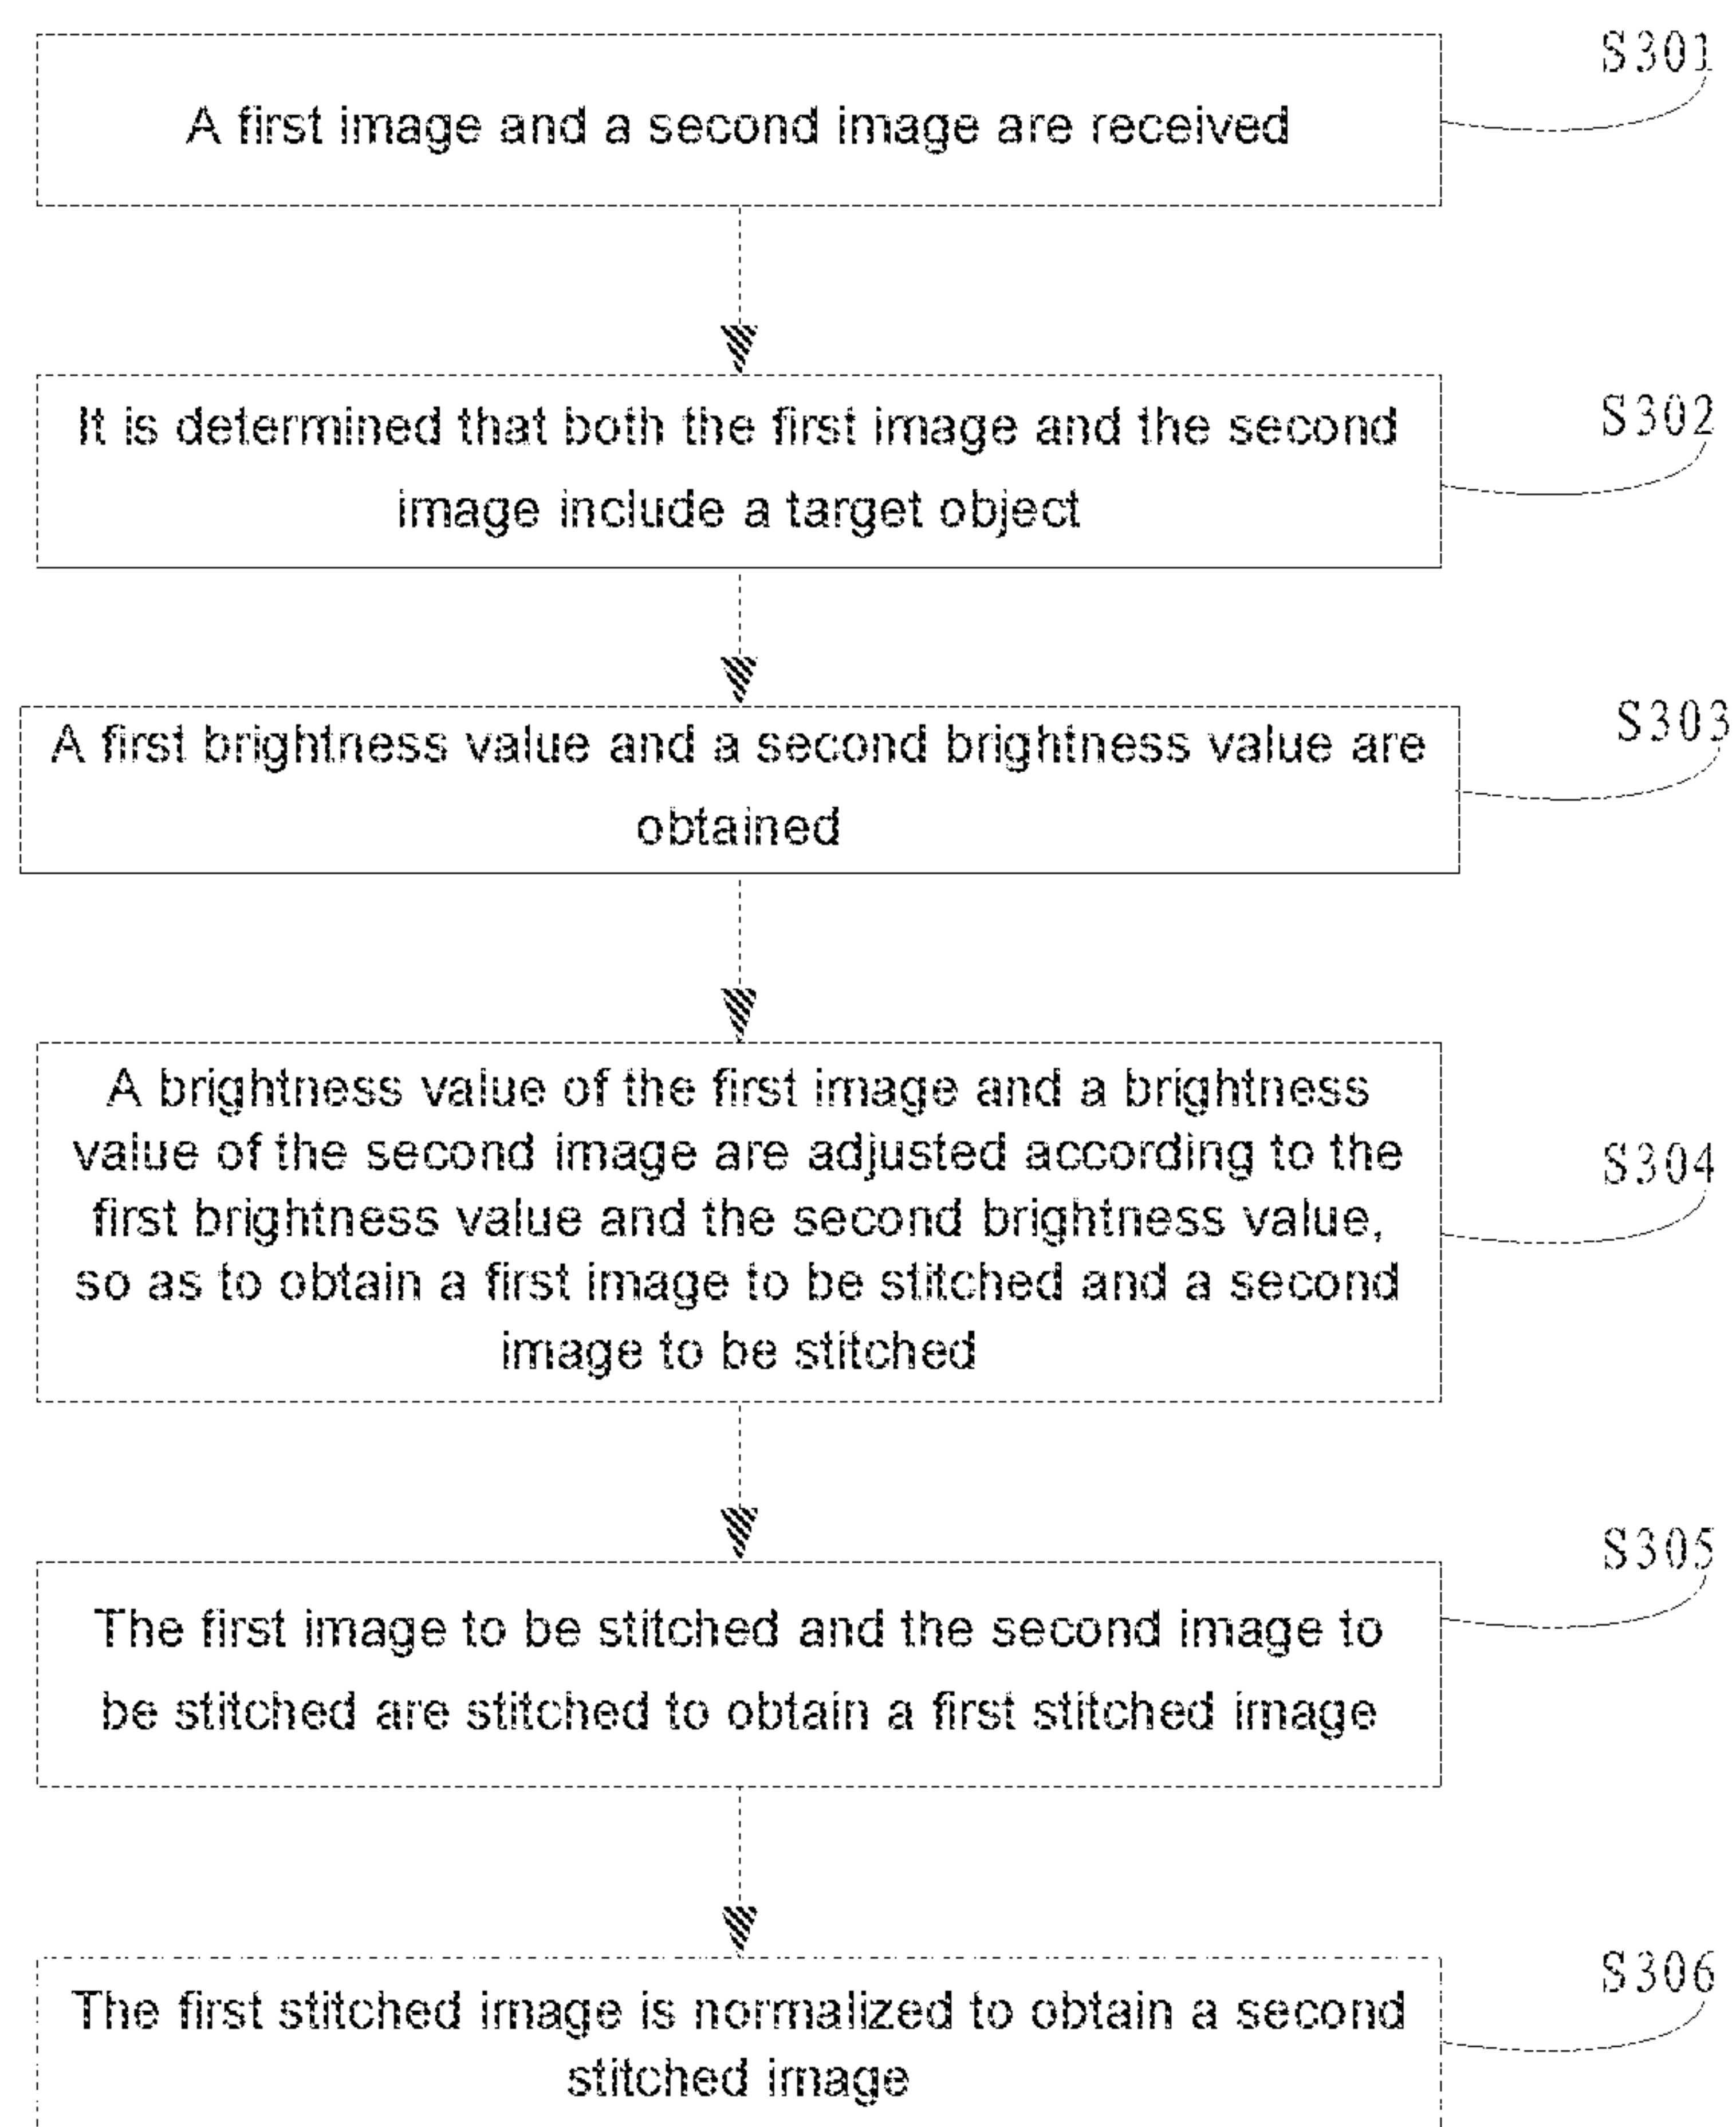 S301
A first image and a second image are received
S302
It is determined that both the first image and the second
image include a target object
S303
A first brightness value and a second brightness value are
obtained
A brightness value of the first image and a brightness
value of the second image are adjusted according to the
S304
first brightness value and the second brightness value,
so as to obtain a first image to be stitched and a second
image to be stitched
S305
The first image to be stitched and the second image to
be stitched are stitched to obtain a first stitched image
S306
The first stitched image is normalized to obtain a second
stitched image